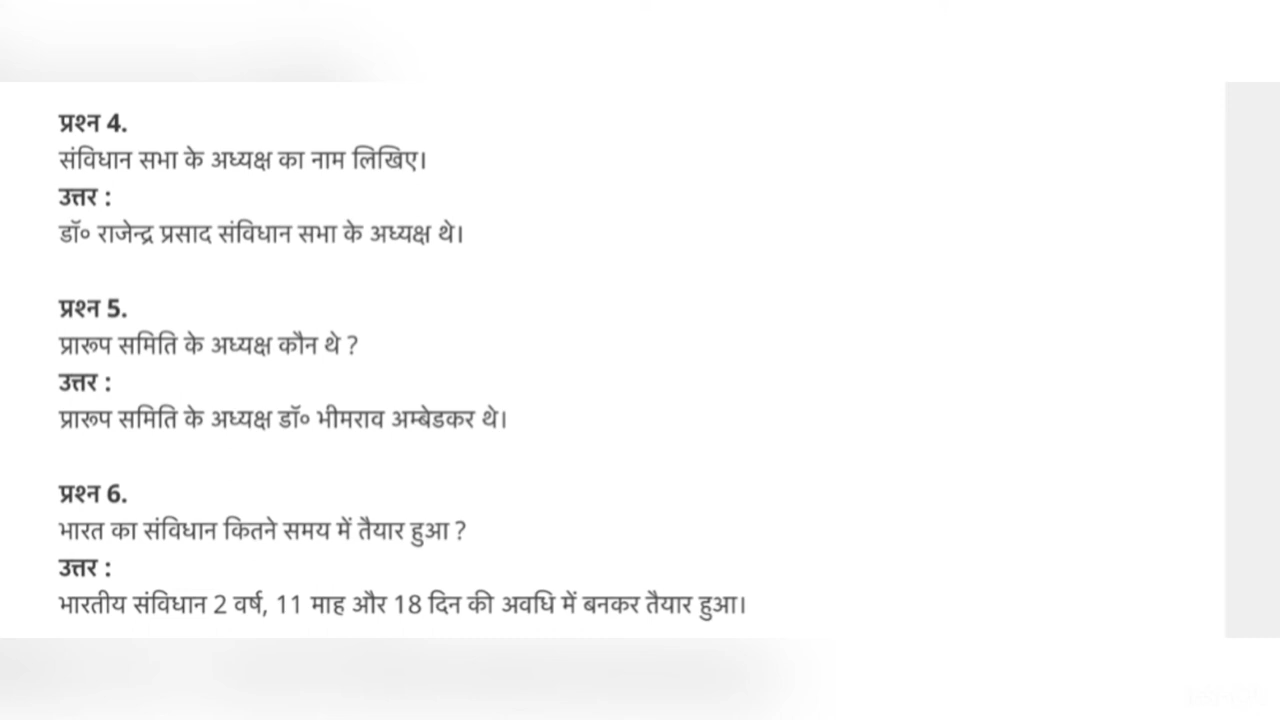 प्रश्न 4.
संविधान सभा के अध्यक्ष का नाम लिखिए।
उत्तर :
डॉ० राजेन्द्र प्रसाद संविधान सभा के अध्यक्ष थे।
प्रश्न 5.
प्रारूप समिति के अध्यक्ष कौन थे ?
उत्तर :
प्रारूप समिति के अध्यक्ष डॉ० भीमराव अम्बेडकर थे।
प्रश्न 6.
भारत का संविधान कितने समय में तैयार हुआ ?
उत्तर :
भारतीय संविधान 2 वर्ष, 11 माह और 18 दिन की अवधि में बनकर तैयार हुआ।